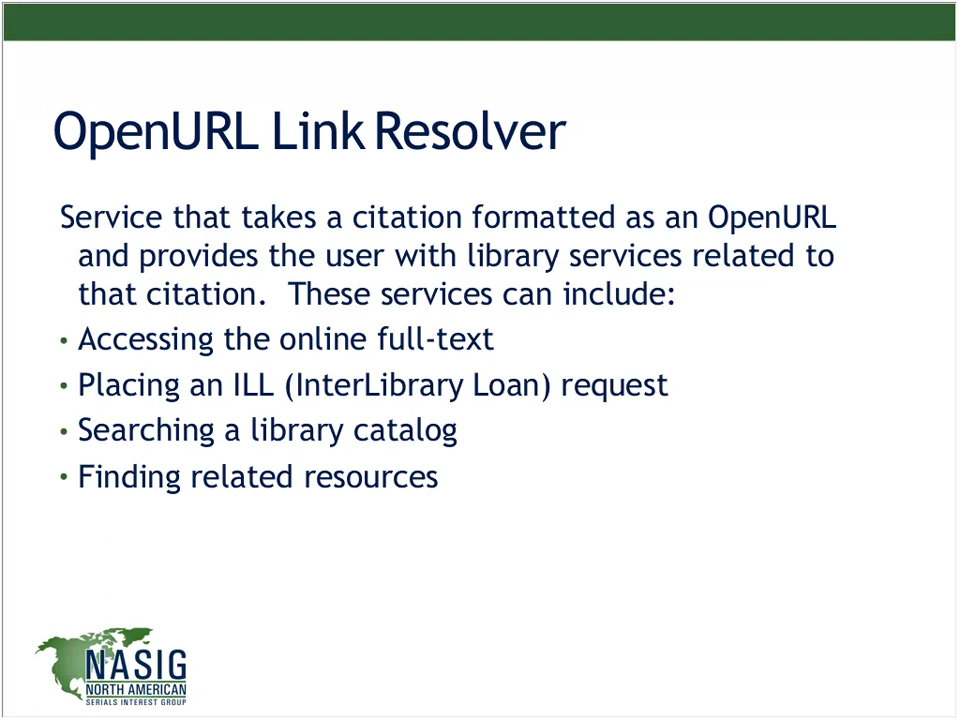 OpenURL Link Resolver
Service that takes a citation formatted as an OpenURL
and provides the user with library services related to
that citation.  These services can include:
• Accessing the online full-text
• Placing an ILL (InterLibrary Loan) request
• Searching a library catalog
• Finding related resources
NASIG
NORTH AMERICAN
SERIALS INTEREST GROUP